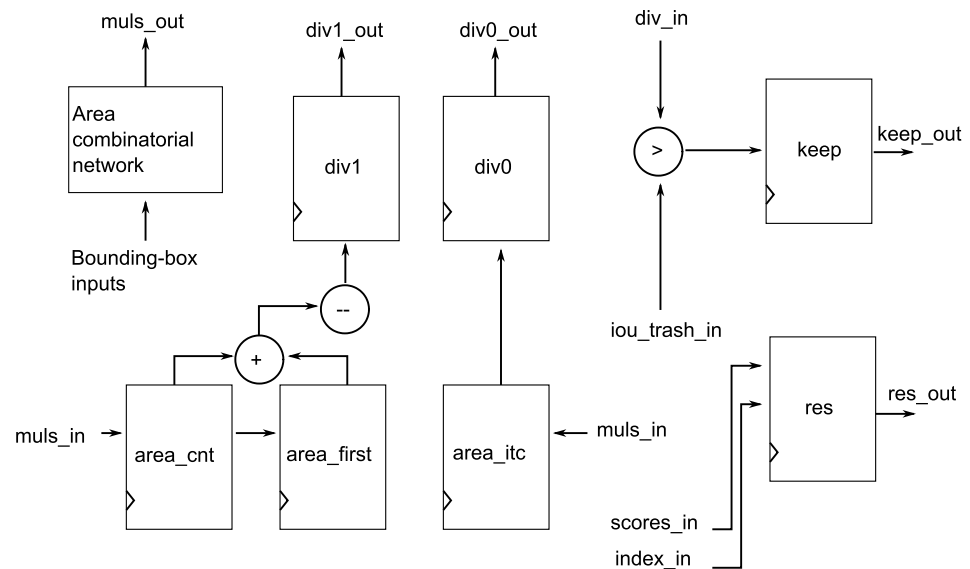 muls_out
div1_out
div0_out
div_in
Area
combinatorial
network
div1
div0
>
keep
keep_out
Bounding-box
inputs
--
iou_trash_in
+
res
res_out
muls_in
area_cnt
area_first
area_itc
muls_in
scores_in
index_in